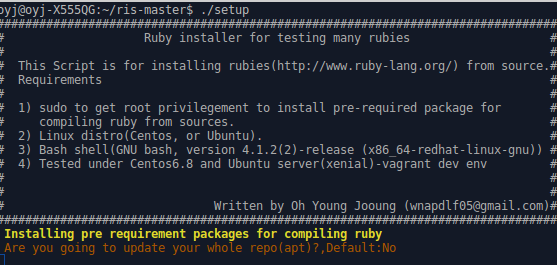 oyj@oyj-X555QG:~/ris-master$ ./setup
################################################################################
# Ruby installer for testing many rubies #
# #
# This Script is for installing rubies(http://www.ruby-lang.org/) from source.#
# Requirements #
# #
# 1) sudo to get root privilegement to install pre-required package for #
# compiling ruby from sources. #
# 2) Linux distro(Centos, or Ubuntu). #
# 3) Bash shell(GNU bash, version 4.1.2(2)-release (x86_64-redhat-linux-gnu)) #
# 4) Tested under Centos6.8 and Ubuntu server(xenial)-vagrant dev env #
# #
# #
# Written by Oh Young Jooung (wnapdlf05@gmail.com)#
################################################################################
Installing pre requirement packages for compiling ruby
Are you going to update your whole repo(apt)?,Default:No